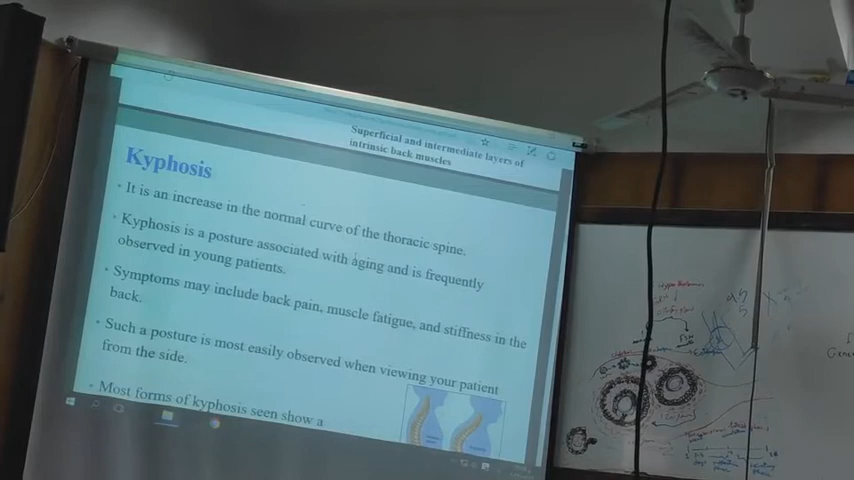 Superficial and intermediate layers of
intrinsic back muscles
Kyphosis
It is an increase in the normal curve of the thoracic spine.
Kyphosis is a posture associated with aging and is frequently
observed in young patients.
Symptoms may include back pain, muscle fatigue, and stiffness in the
back.
Such a posture is most easily observed when viewing your patient
from the side.
Most forms of kyphosis seen show a